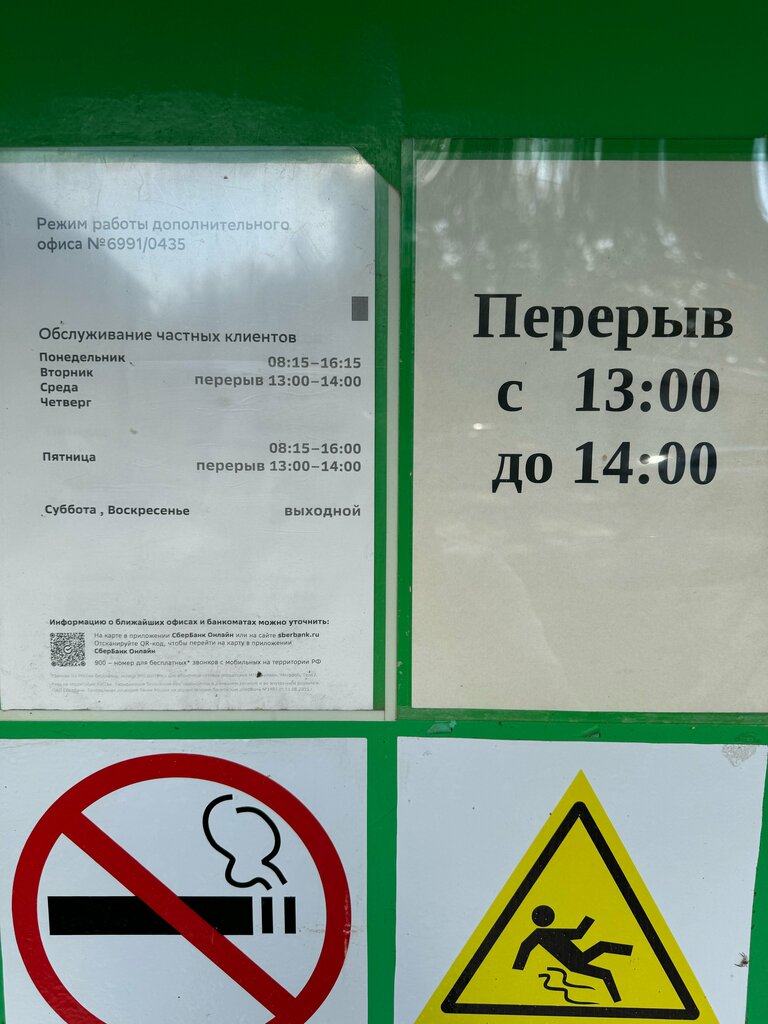 Режим работы дополнительного
офиса №6991/0435
Обслуживание частных клиентов
Понедельник 08:15–16:15
Вторник перерыв 13:00–14:00
Среда
Четверг
Пятница 08:15–16:00
перерыв 13:00–14:00
Суббота , Воскресенье выходной
Информацию о ближайших офисах и банкоматах можно уточнить:
На карте в приложении СберБанк Онлайн или на сайте sberbank.ru
Отсканируйте QR-код, чтобы перейти на карту в приложении
СберБанк Онлайн
900 – номер для бесплатных* звонков с мобильных на территории РФ
Перерыв
с 13:00
до 14:00